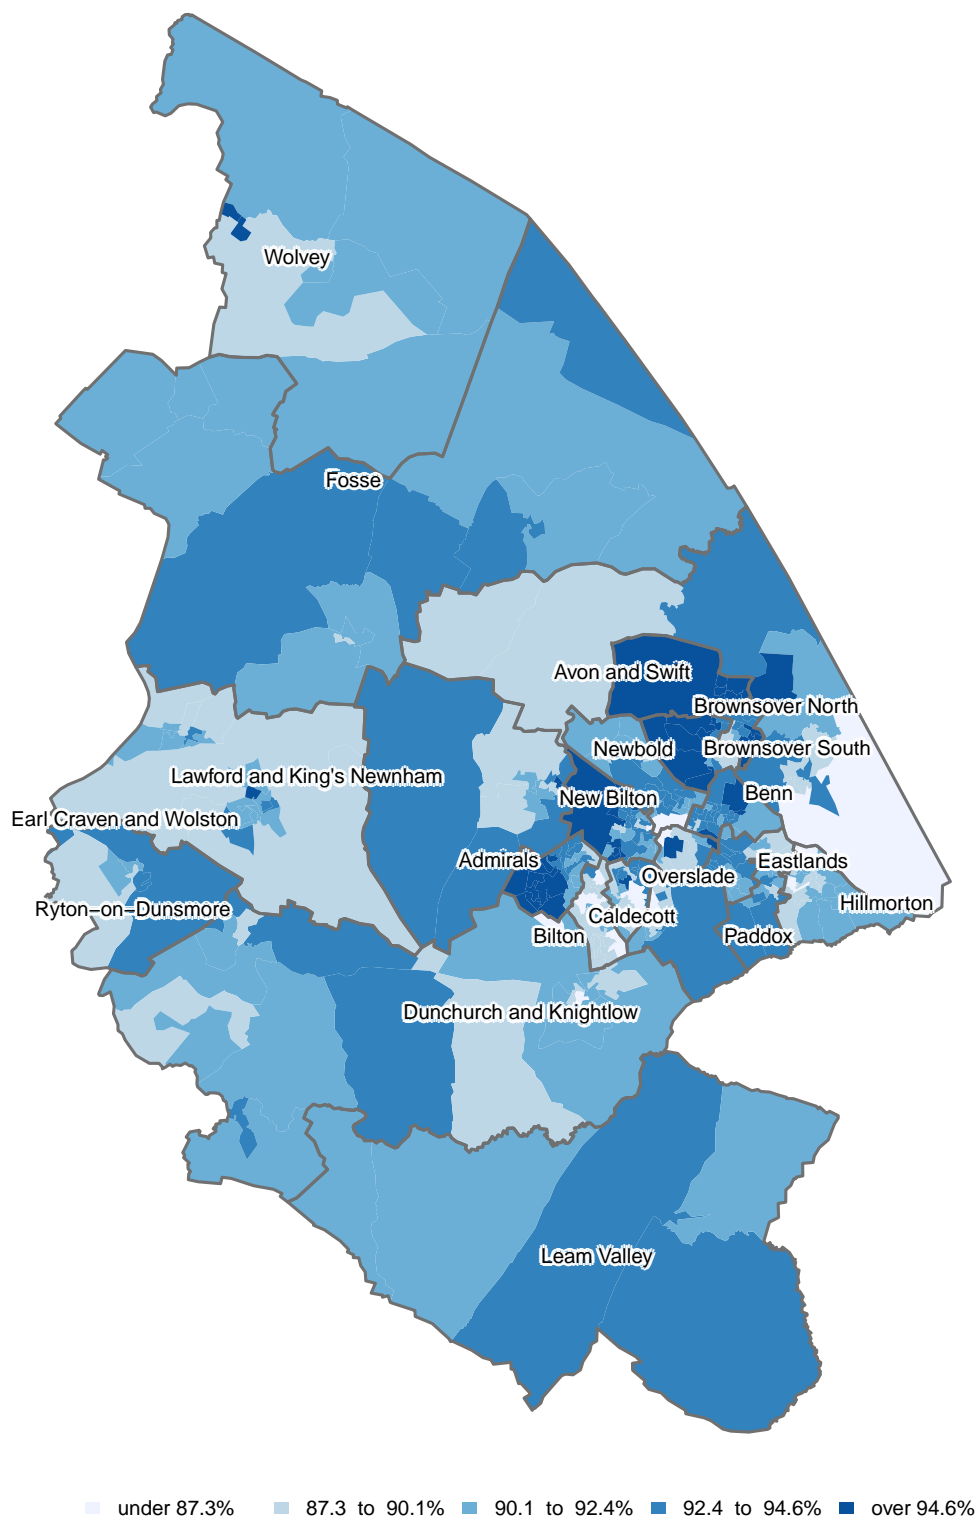 Wolvey
Fosse
Avon and Swift
Brownsover North
Newbold
Brownsover South
Lawford and King's Newnham
New Bilton
Benn
Earl Craven and Wolston
Admirals
Eastlands
Overslade
Ryton−on−Dunsmore
Hillmorton
Caldecott
Bilton
Paddox
Dunchurch and Knightlow
Leam Valley
under 87.3%
87.3 to 90.1%
90.1 to 92.4%
92.4 to 94.6%
over 94.6%